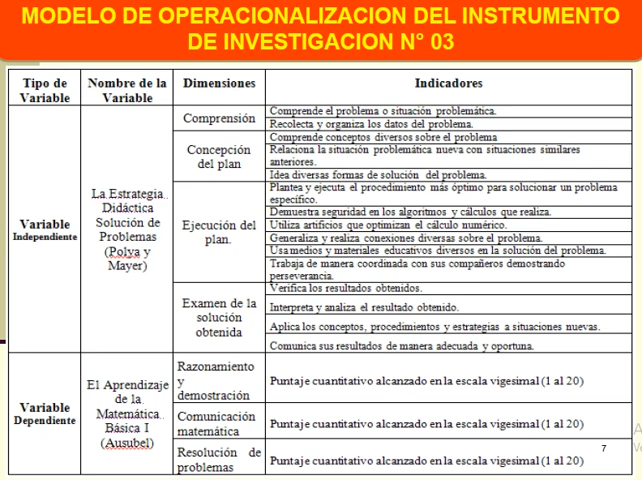 MODELO DE OPERACIONALIZACION DEL INSTRUMENTO
DE INVESTIGACION N° 03
Tipo de
Variable
Nombre de la
Variable
Dimensiones
Indicadores
Variable
Independiente
La Estrategia..
Didáctica
Solución de
Problemas
(Polya y
Mayer)
Comprensión
Comprende el problema o situación problemática.
Recolecta y organiza los datos del problema.
Concepción
del plan
Comprende conceptos diversos sobre el problema
Relaciona la situación problemática nueva con situaciones similares
anteriores.
Idea diversas formas de solución del problema.
Ejecución del
plan.
Plantea y ejecuta el procedimiento más óptimo para solucionar un problema
específico.
Demuestra seguridad en los algoritmos y cálculos que realiza.
Utiliza artificios que optimizan el cálculo numérico.
Generaliza y realiza conexiones diversas sobre el problema.
Usa medios y materiales educativos diversos en la solución del problema.
Trabaja de manera coordinada con sus compañeros demostrando
perseverancia.
Examen de la
solución
obtenida
Verifica los resultados obtenidos.
Interpreta y analiza el resultado obtenido.
Aplica los conceptos, procedimientos y estrategias a situaciones nuevas.
Comunica sus resultados de manera adecuada y oportuna.
Variable
Dependiente
El Aprendizaje
de la
Matemática..
Básica I
(Ausubel)
Razonamiento
y
demostración
Puntaje cuantitativo alcanzado en la escala vigesimal (1 al 20)
Comunicación
matemática
Puntaje cuantitativo alcanzado en la escala vigesimal (1 al 20)
Resolución de
problemas
Puntaje cuantitativo alcanzado en la escala vigesimal (1 al 20)
7